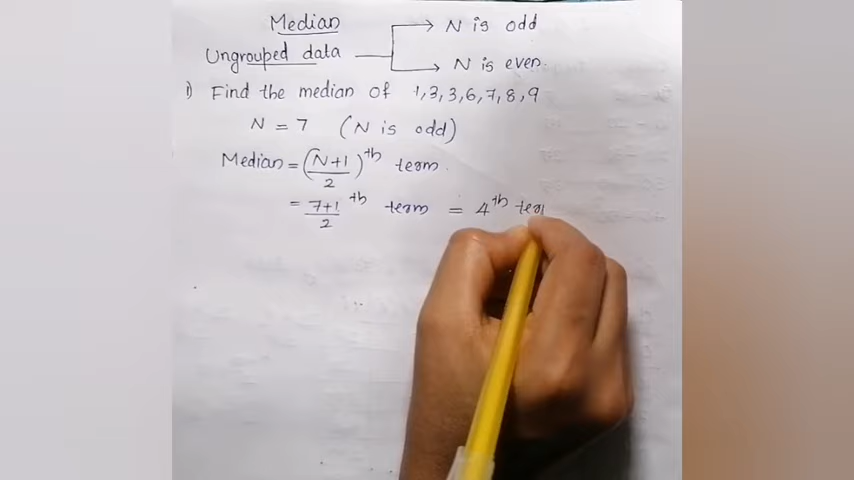 Median
N is odd
Ungrouped data
N is even
1) Find the median of 1,3,3,6,7,8,9
N = 7 (N is odd)
Median = (N+1/2)th term
= 7+1/2 th term = 4th ter